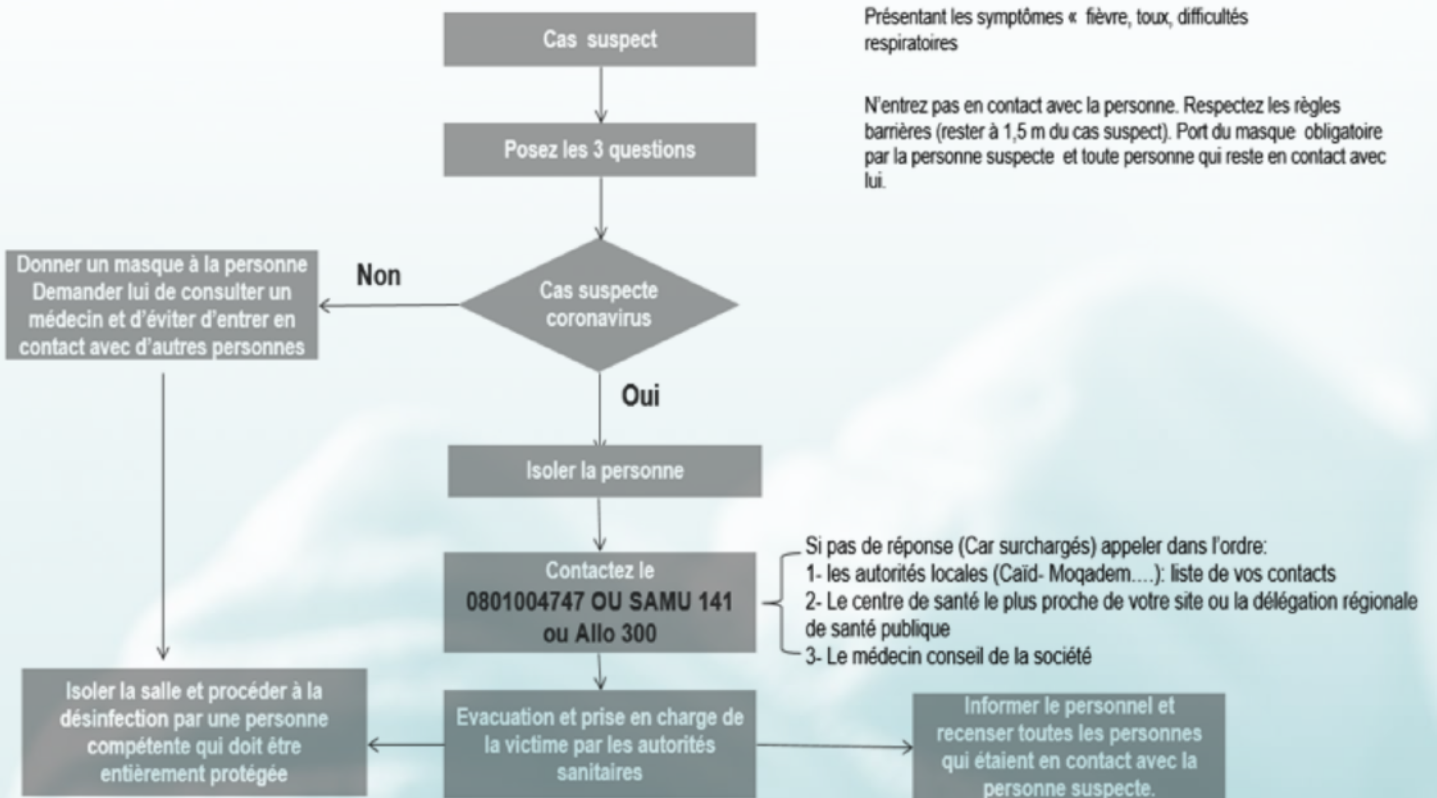 Cas suspect
Présentant les symptômes « fièvre, toux, difficultés
respiratoires
Posez les 3 questions
N'entrez pas en contact avec la personne. Respectez les règles
barrières (rester à 1,5 m du cas suspect). Port du masque obligatoire
par la personne suspecte et toute personne qui reste en contact avec
lui.
Cas suspecte
coronavirus
Non
Donner un masque à la personne
Demander lui de consulter un
médecin et d'éviter d'entrer en
contact avec d'autres personnes
Oui
Isoler la personne
Contactez le
0801004747 OU SAMU 141
ou Allo 300
Si pas de réponse (Car surchargés) appeler dans l'ordre:
1- les autorités locales (Caïd- Moqadem....): liste de vos contacts
2- Le centre de santé le plus proche de votre site ou la délégation régionale
de santé publique
3- Le médecin conseil de la société
Isoler la salle et procéder à la
désinfection par une personne
compétente qui doit être
entièrement protégée
Evacuation et prise en charge de
la victime par les autorités
sanitaires
Informer le personnel et
recenser toutes les personnes
qui étaient en contact avec la
personne suspecte.